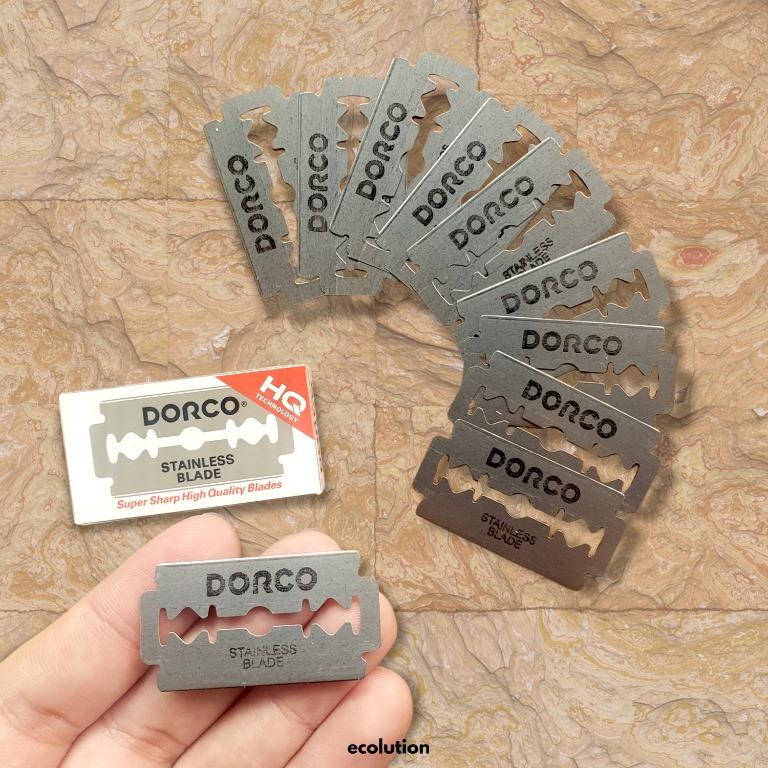 DORCO
DORCO
DORCO
DORCO
DORCO
STAINLESS
BLADE
DORCO
DORCO
DORCO
DORCO
STAINLESS
BLADE
DORCO®
HQ
TECHNOLOGY
STAINLESS
BLADE
Super Sharp High Quality Blades
DORCO
STAINLESS
BLADE
ecolution